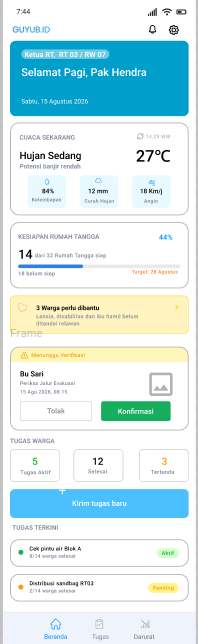 7:44
GUYUB.ID
Ketua RT, RT 03 / RW 07
Selamat Pagi, Pak Hendra
Sabtu, 15 Agustus 2026
CUACA SEKARANG
14:29 WIB
Hujan Sedang
27°C
Potensi banjir rendah
84%
12 mm
18 Km/j
Kelembapan
Curah Hujan
Angin
KESIAPAN RUMAH TANGGA
44%
14 dari 32 Rumah Tangga siap
18 belum siap
Target: 28 Agustus
3 Warga perlu dibantu
Lansia, disabilitas dan ibu hamil belum
ditandai relawan
Frame
Menunggu Verifikasi
Bu Sari
Periksa Jalur Evakuasi
15 Agu 2026, 08.15
Tolak
Konfirmasi
TUGAS WARGA
5
12
3
Tugas Aktif
Selesai
Tertunda
Kirim tugas baru
TUGAS TERKINI
Cek pintu air Blok A
8/14 warga selesai
Aktif
Distribusi sandbag RT03
2/14 warga selesai
Pending
Beranda
Tugas
Darurat